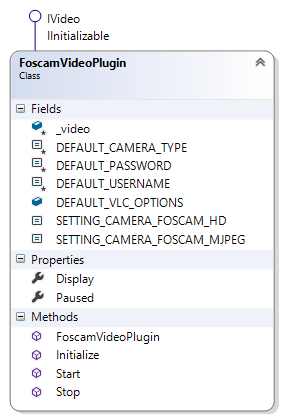 IVideo
IInitializable
FoscamVideoPlugin
Class
Fields
_video
DEFAULT_CAMERA_TYPE
DEFAULT_PASSWORD
DEFAULT_USERNAME
DEFAULT_VLC_OPTIONS
SETTING_CAMERA_FOSCAM_HD
SETTING_CAMERA_FOSCAM_MJPEG
Properties
Display
Paused
Methods
FoscamVideoPlugin
Initialize
Start
Stop